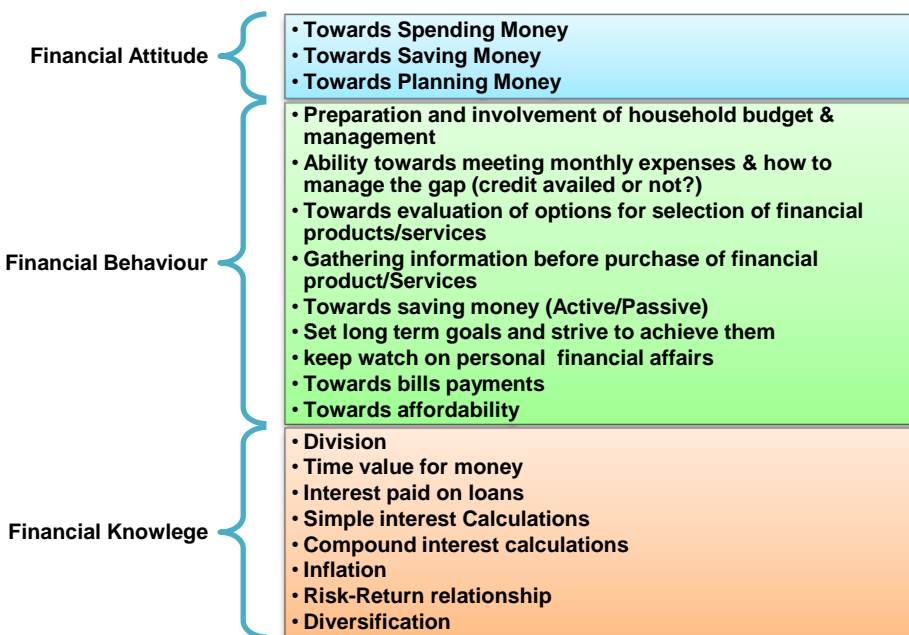 Financial Attitude
• Towards Spending Money
• Towards Saving Money
• Towards Planning Money
Financial Behaviour
• Preparation and involvement of household budget &
management
• Ability towards meeting monthly expenses & how to
manage the gap (credit availed or not?)
• Towards evaluation of options for selection of financial
products/services
• Gathering information before purchase of financial
product/Services
• Towards saving money (Active/Passive)
• Set long term goals and strive to achieve them
• keep watch on personal financial affairs
• Towards bills payments
• Towards affordability
Financial Knowlege
• Division
• Time value for money
• Interest paid on loans
• Simple interest Calculations
• Compound interest calculations
• Inflation
• Risk-Return relationship
• Diversification